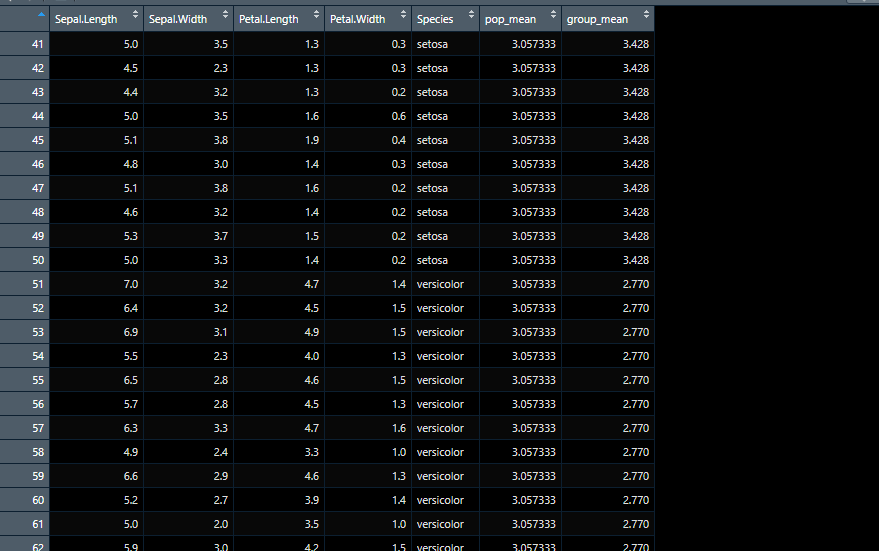 Sepal.Length Sepal.Width Petal.Length Petal.Width Species pop_mean group_mean
41 5.0 3.5 1.3 0.3 setosa 3.057333 3.428
42 4.5 2.3 1.3 0.3 setosa 3.057333 3.428
43 4.4 3.2 1.3 0.2 setosa 3.057333 3.428
44 5.0 3.5 1.6 0.6 setosa 3.057333 3.428
45 5.1 3.8 1.9 0.4 setosa 3.057333 3.428
46 4.8 3.0 1.4 0.3 setosa 3.057333 3.428
47 5.1 3.8 1.6 0.2 setosa 3.057333 3.428
48 4.6 3.2 1.4 0.2 setosa 3.057333 3.428
49 5.3 3.7 1.5 0.2 setosa 3.057333 3.428
50 5.0 3.3 1.4 0.2 setosa 3.057333 3.428
51 7.0 3.2 4.7 1.4 versicolor 3.057333 2.770
52 6.4 3.2 4.5 1.5 versicolor 3.057333 2.770
53 6.9 3.1 4.9 1.5 versicolor 3.057333 2.770
54 5.5 2.3 4.0 1.3 versicolor 3.057333 2.770
55 6.5 2.8 4.6 1.5 versicolor 3.057333 2.770
56 5.7 2.8 4.5 1.3 versicolor 3.057333 2.770
57 6.3 3.3 4.7 1.6 versicolor 3.057333 2.770
58 4.9 2.4 3.3 1.0 versicolor 3.057333 2.770
59 6.6 2.9 4.6 1.3 versicolor 3.057333 2.770
60 5.2 2.7 3.9 1.4 versicolor 3.057333 2.770
61 5.0 2.0 3.5 1.0 versicolor 3.057333 2.770
62 5.9 3.0 4.2 1.5 versicolor 3.057333 2.770